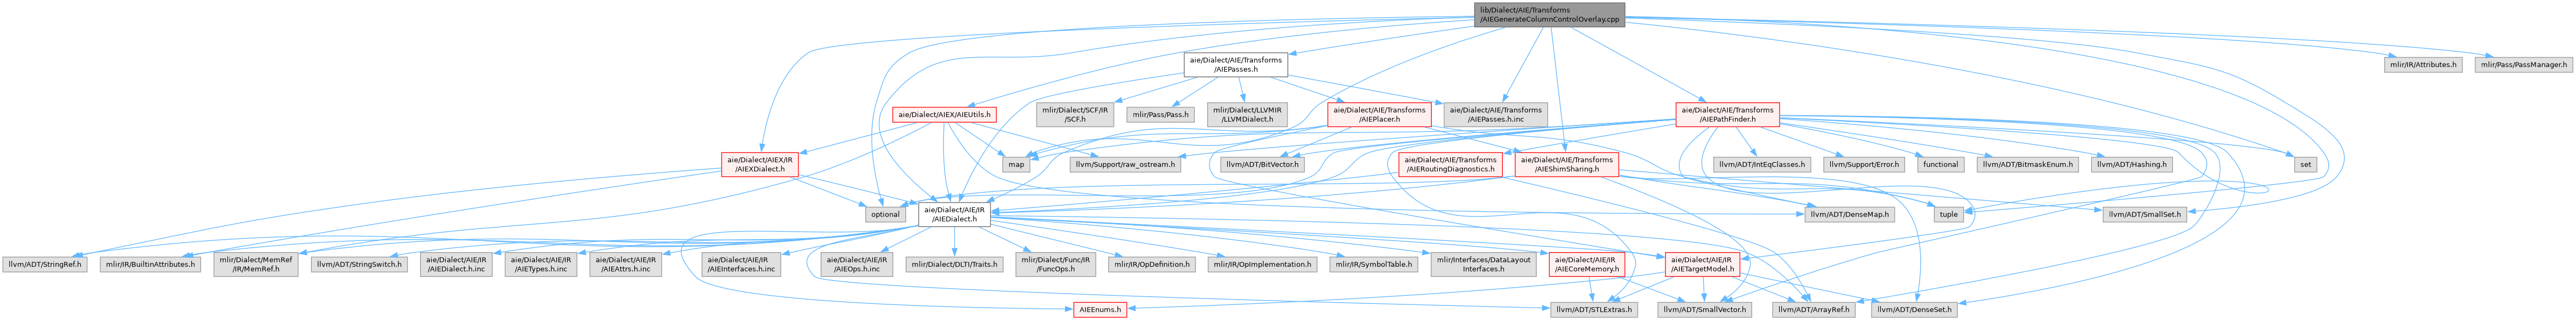 lib/Dialect/AIE/Transforms
/AIEGenerateColumnControlOverlay.cpp
aie/Dialect/AIE/Transforms
/AIEPasses.h
mlir/IR/Attributes.h
mlir/Pass/PassManager.h
aie/Dialect/AIEX/AIEUtils.h
mlir/Dialect/SCF/IR
/SCF.h
mlir/Pass/Pass.h
mlir/Dialect/LLVMIR
/LLVMDialect.h
aie/Dialect/AIE/Transforms
/AIEPlacer.h
aie/Dialect/AIE/Transforms
/AIEPasses.h.inc
aie/Dialect/AIE/Transforms
/AIEPathFinder.h
aie/Dialect/AIEX/IR
/AIEXDialect.h
map
llvm/Support/raw_ostream.h
llvm/ADT/BitVector.h
aie/Dialect/AIE/Transforms
/AIERoutingDiagnostics.h
aie/Dialect/AIE/Transforms
/AIEShimSharing.h
llvm/ADT/IntEqClasses.h
llvm/Support/Error.h
functional
llvm/ADT/BitmaskEnum.h
llvm/ADT/Hashing.h
set
optional
aie/Dialect/AIE/IR
/AIEDialect.h
llvm/ADT/DenseMap.h
tuple
llvm/ADT/SmallSet.h
llvm/ADT/StringRef.h
mlir/IR/BuiltinAttributes.h
mlir/Dialect/MemRef
/IR/MemRef.h
llvm/ADT/StringSwitch.h
aie/Dialect/AIE/IR
/AIEDialect.h.inc
aie/Dialect/AIE/IR
/AIETypes.h.inc
aie/Dialect/AIE/IR
/AIEAttrs.h.inc
aie/Dialect/AIE/IR
/AIEInterfaces.h.inc
aie/Dialect/AIE/IR
/AIEOps.h.inc
mlir/Dialect/DLTI/Traits.h
mlir/Dialect/Func/IR
/FuncOps.h
mlir/IR/OpDefinition.h
mlir/IR/OpImplementation.h
mlir/IR/SymbolTable.h
mlir/Interfaces/DataLayout
Interfaces.h
aie/Dialect/AIE/IR
/AIECoreMemory.h
aie/Dialect/AIE/IR
/AIETargetModel.h
AIEEnums.h
llvm/ADT/STLExtras.h
llvm/ADT/SmallVector.h
llvm/ADT/ArrayRef.h
llvm/ADT/DenseSet.h